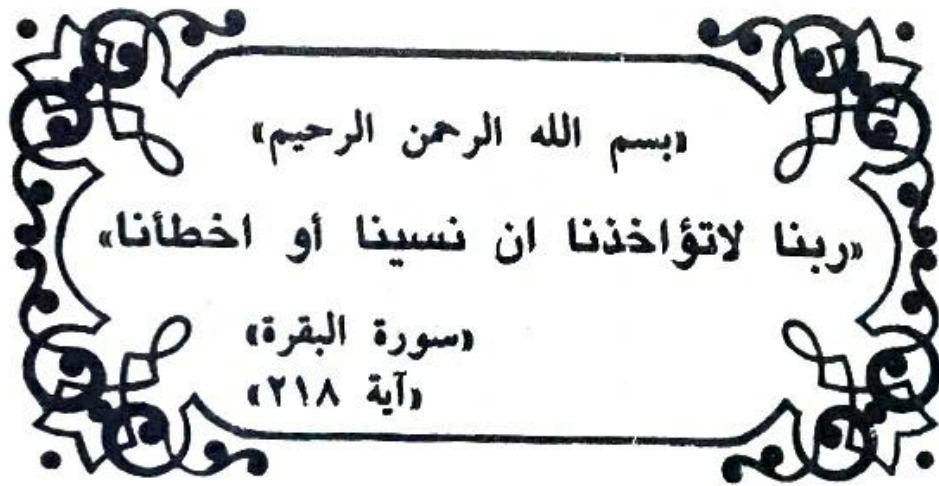 «بسم الله الرحمن الرحيم»
«ربنا لاتؤاخذنا ان نسينا أو اخطأنا»
«سورة البقرة»
«آية ٢١٨»